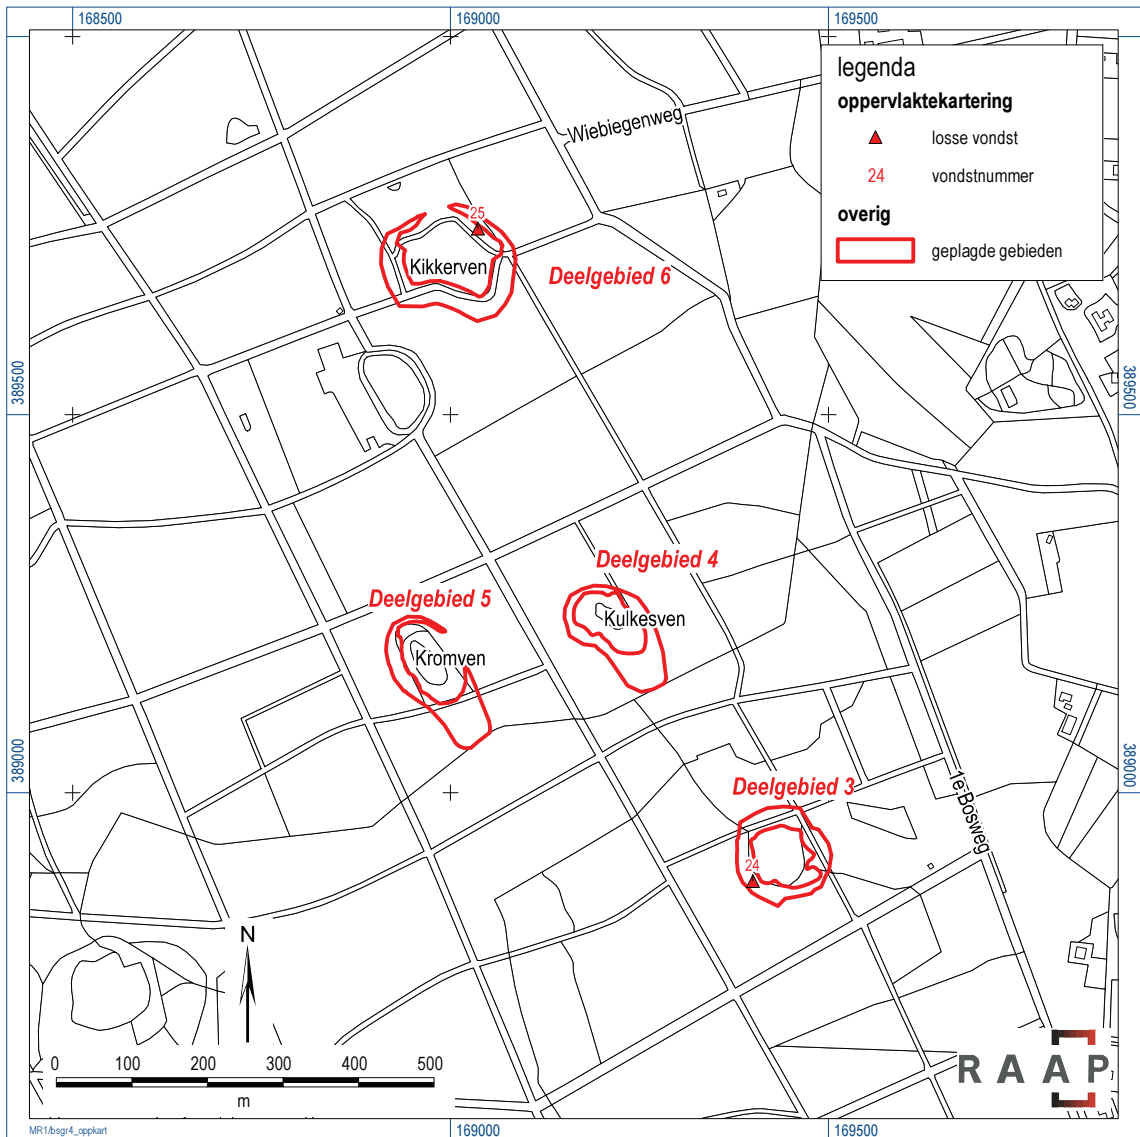 168500
169000
169500
legenda
oppervlaktekartering
losse vondst
24 vondstnummer
overig
geplagde gebieden
Wiebiegenweg
25
Kikkerven
Deelgebied 6
389500
389500
Deelgebied 4
Kulkesven
Deelgebied 5
Kromven
389000
389000
Deelgebied 3
24
1e Bosweg
N
0 100 200 300 400 500
m
RAAP
MR1/bsgr4_oppkart
169000
169500